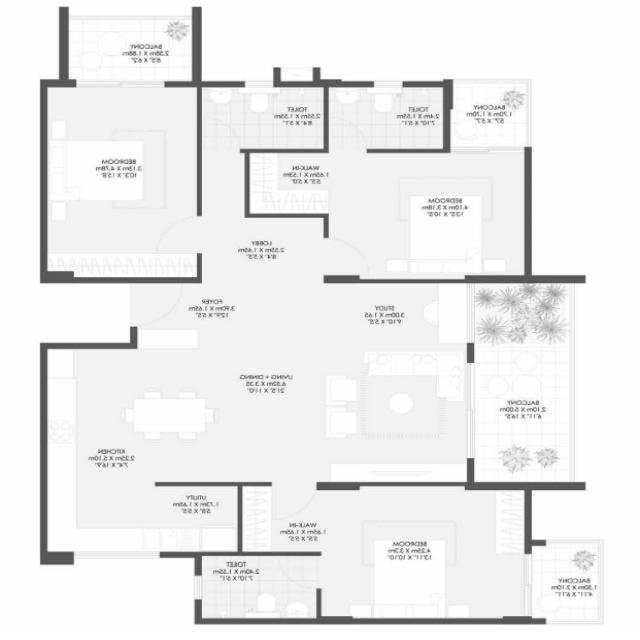 BALCONY
2.58m X 1.88m
8'5" X 6'2"
TOILET
2.55m X 1.55m
8'4" X 5'1"
TOILET
2.4m X 1.55m
7'10" X 5'1"
BALCONY
1.70m X 1.70m
5'7" X 5'7"
BEDROOM
3.13m X 4.78m
10'3" X 15'8"
WALK-IN
1.65m X 1.53m
5'5" X 5'0"
BEDROOM
4.10m X 3.18m
13'5" X 10'5"
LOBBY
2.55m X 1.65m
8'4" X 5'5"
FOYER
3.90m X 1.65m
12'9" X 5'5"
STUDY
3.00m X 1.65
9'10" X 5'5"
LIVING + DINING
6.52m X 3.35
21'5" X 11'0"
BALCONY
2.10m X 5.00m
6'11" X 16'5"
KITCHEN
2.25m X 5.10m
7'4" X 16'9"
UTILITY
1.73m X 1.65m
5'8" X 5'5"
WALK-IN
1.65m X 1.65m
5'5" X 5'5"
BEDROOM
4.25m X 3.3m
13'11" X 10'10"
TOILET
2.40m X 1.55m
7'10" X 5'1"
BALCONY
1.50m X 2.10m
4'11" X 6'11"